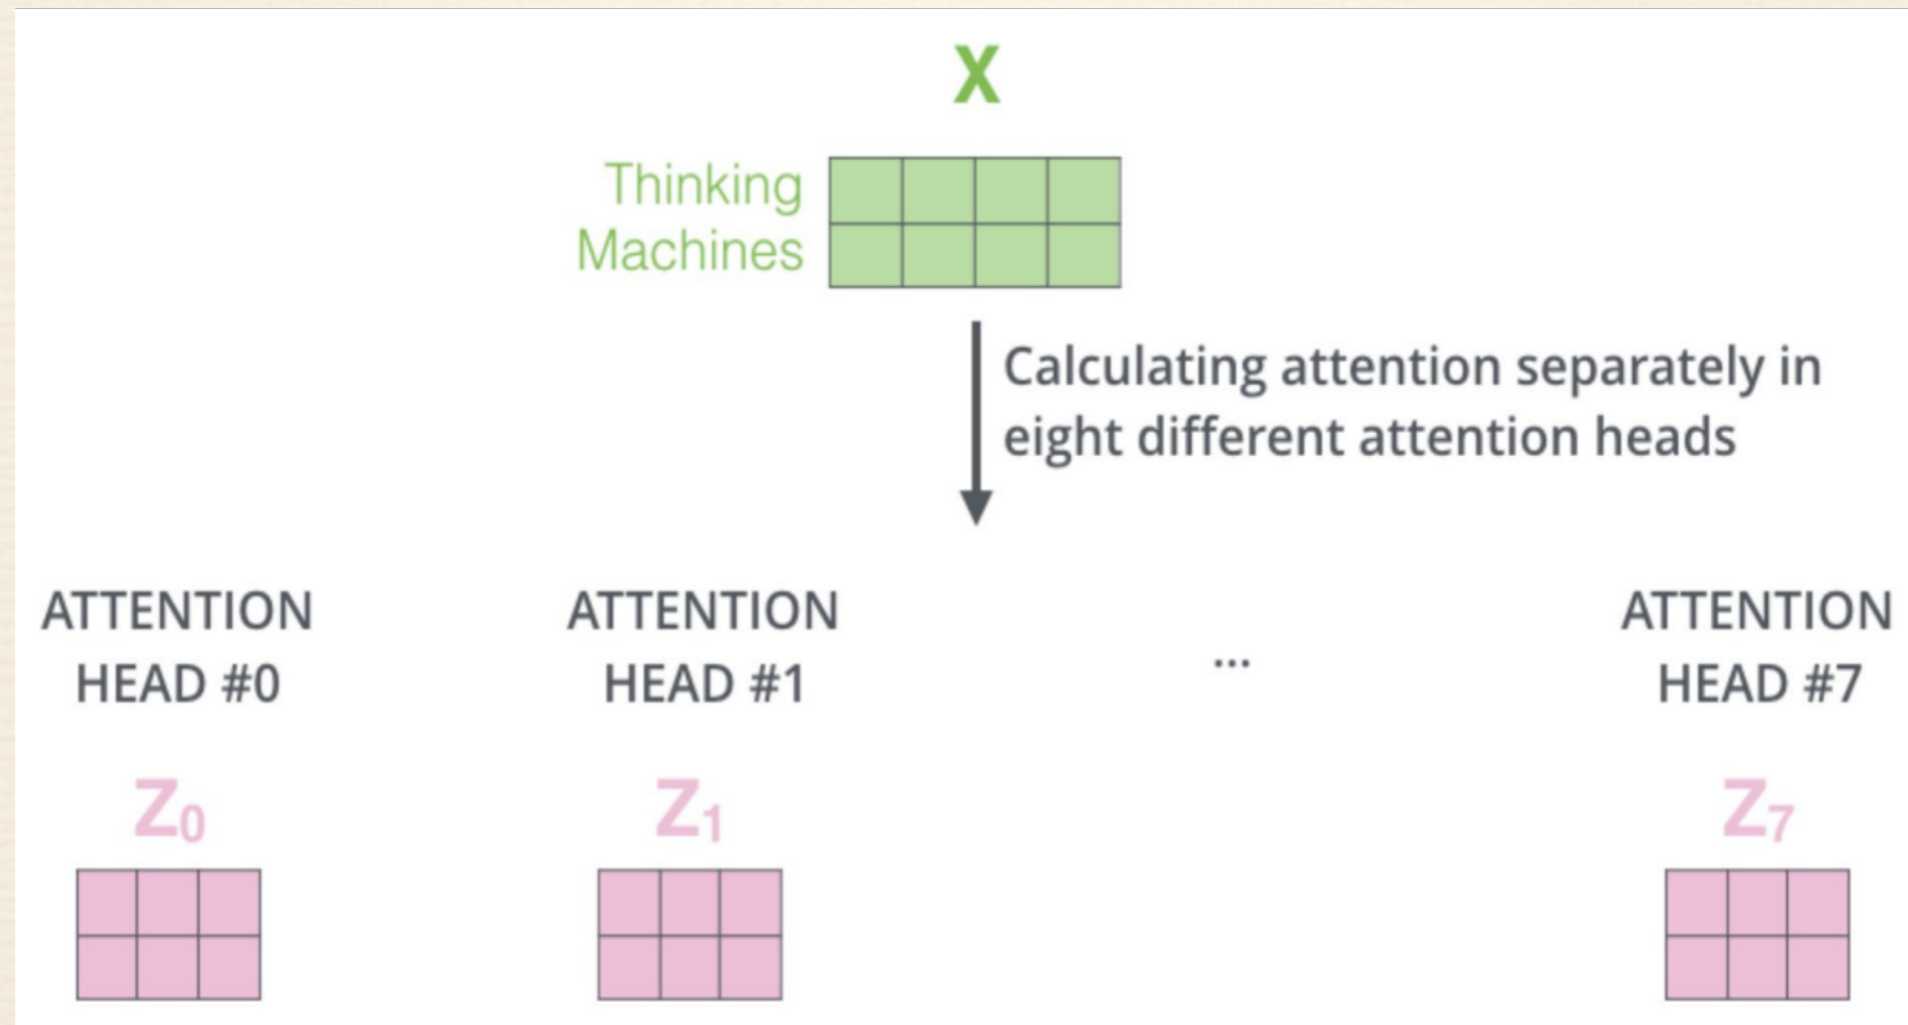 X
Thinking
Machines
Calculating attention separately in
eight different attention heads
ATTENTION
HEAD #0
ATTENTION
HEAD #1
...
ATTENTION
HEAD #7
Z0
Z1
Z7